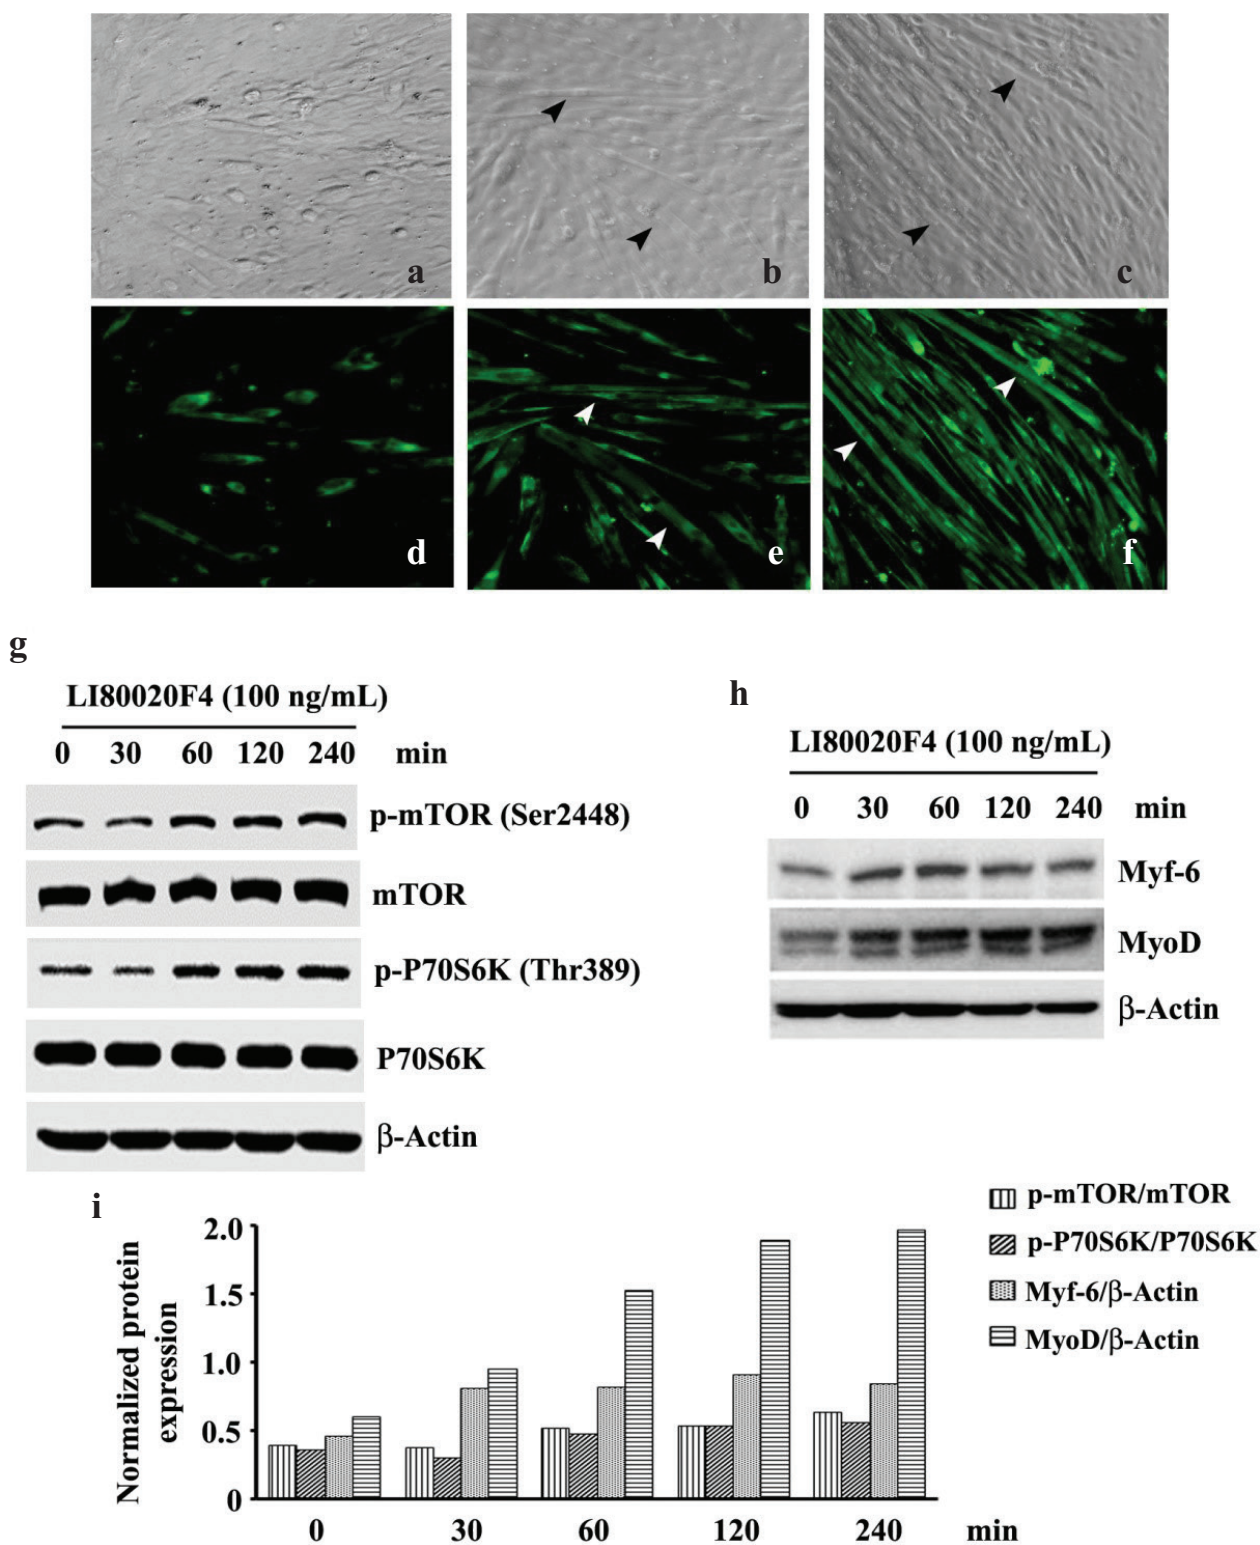 a
b
c
d
e
f
g
LI80020F4 (100 ng/mL)
0 30 60 120 240 min
p-mTOR (Ser2448)
mTOR
p-P70S6K (Thr389)
P70S6K
β-Actin
h
LI80020F4 (100 ng/mL)
0 30 60 120 240 min
Myf-6
MyoD
β-Actin
i
Normalized protein
expression
2.0
1.5
1.0
0.5
0
0 30 60 120 240 min
p-mTOR/mTOR
p-P70S6K/P70S6K
Myf-6/β-Actin
MyoD/β-Actin